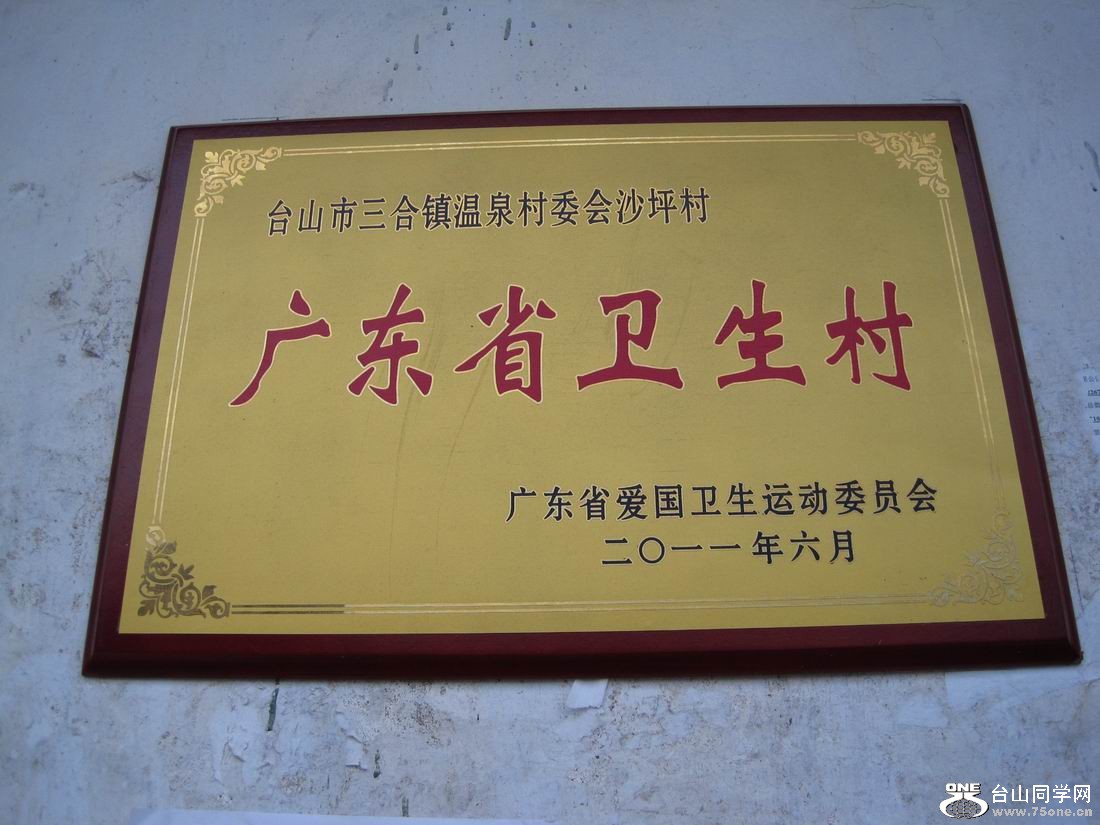 台山市三合镇温泉村委会沙坪村
广东省卫生村
广东省爱国卫生运动委员会
二〇一一年六月
ONE 台山同学网
www.75one.cn